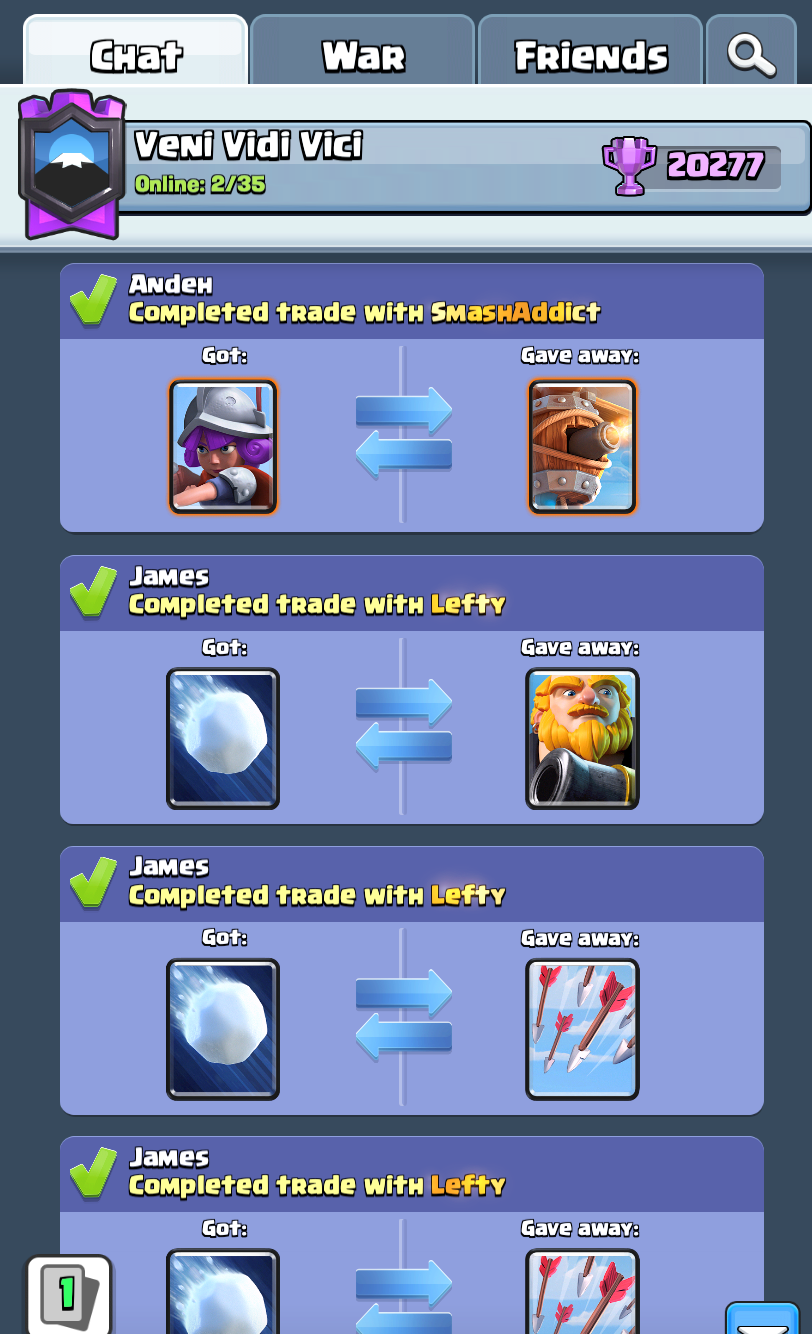 Chat
War
Friends
Veni Vidi Vici
Online: 2/35
20277
Andeh
Completed trade with SmashAddict
Got:
Gave away:
James
Completed trade with Lefty
Got:
Gave away:
James
Completed trade with Lefty
Got:
Gave away:
James
Completed trade with Lefty
Got:
Gave away:
1